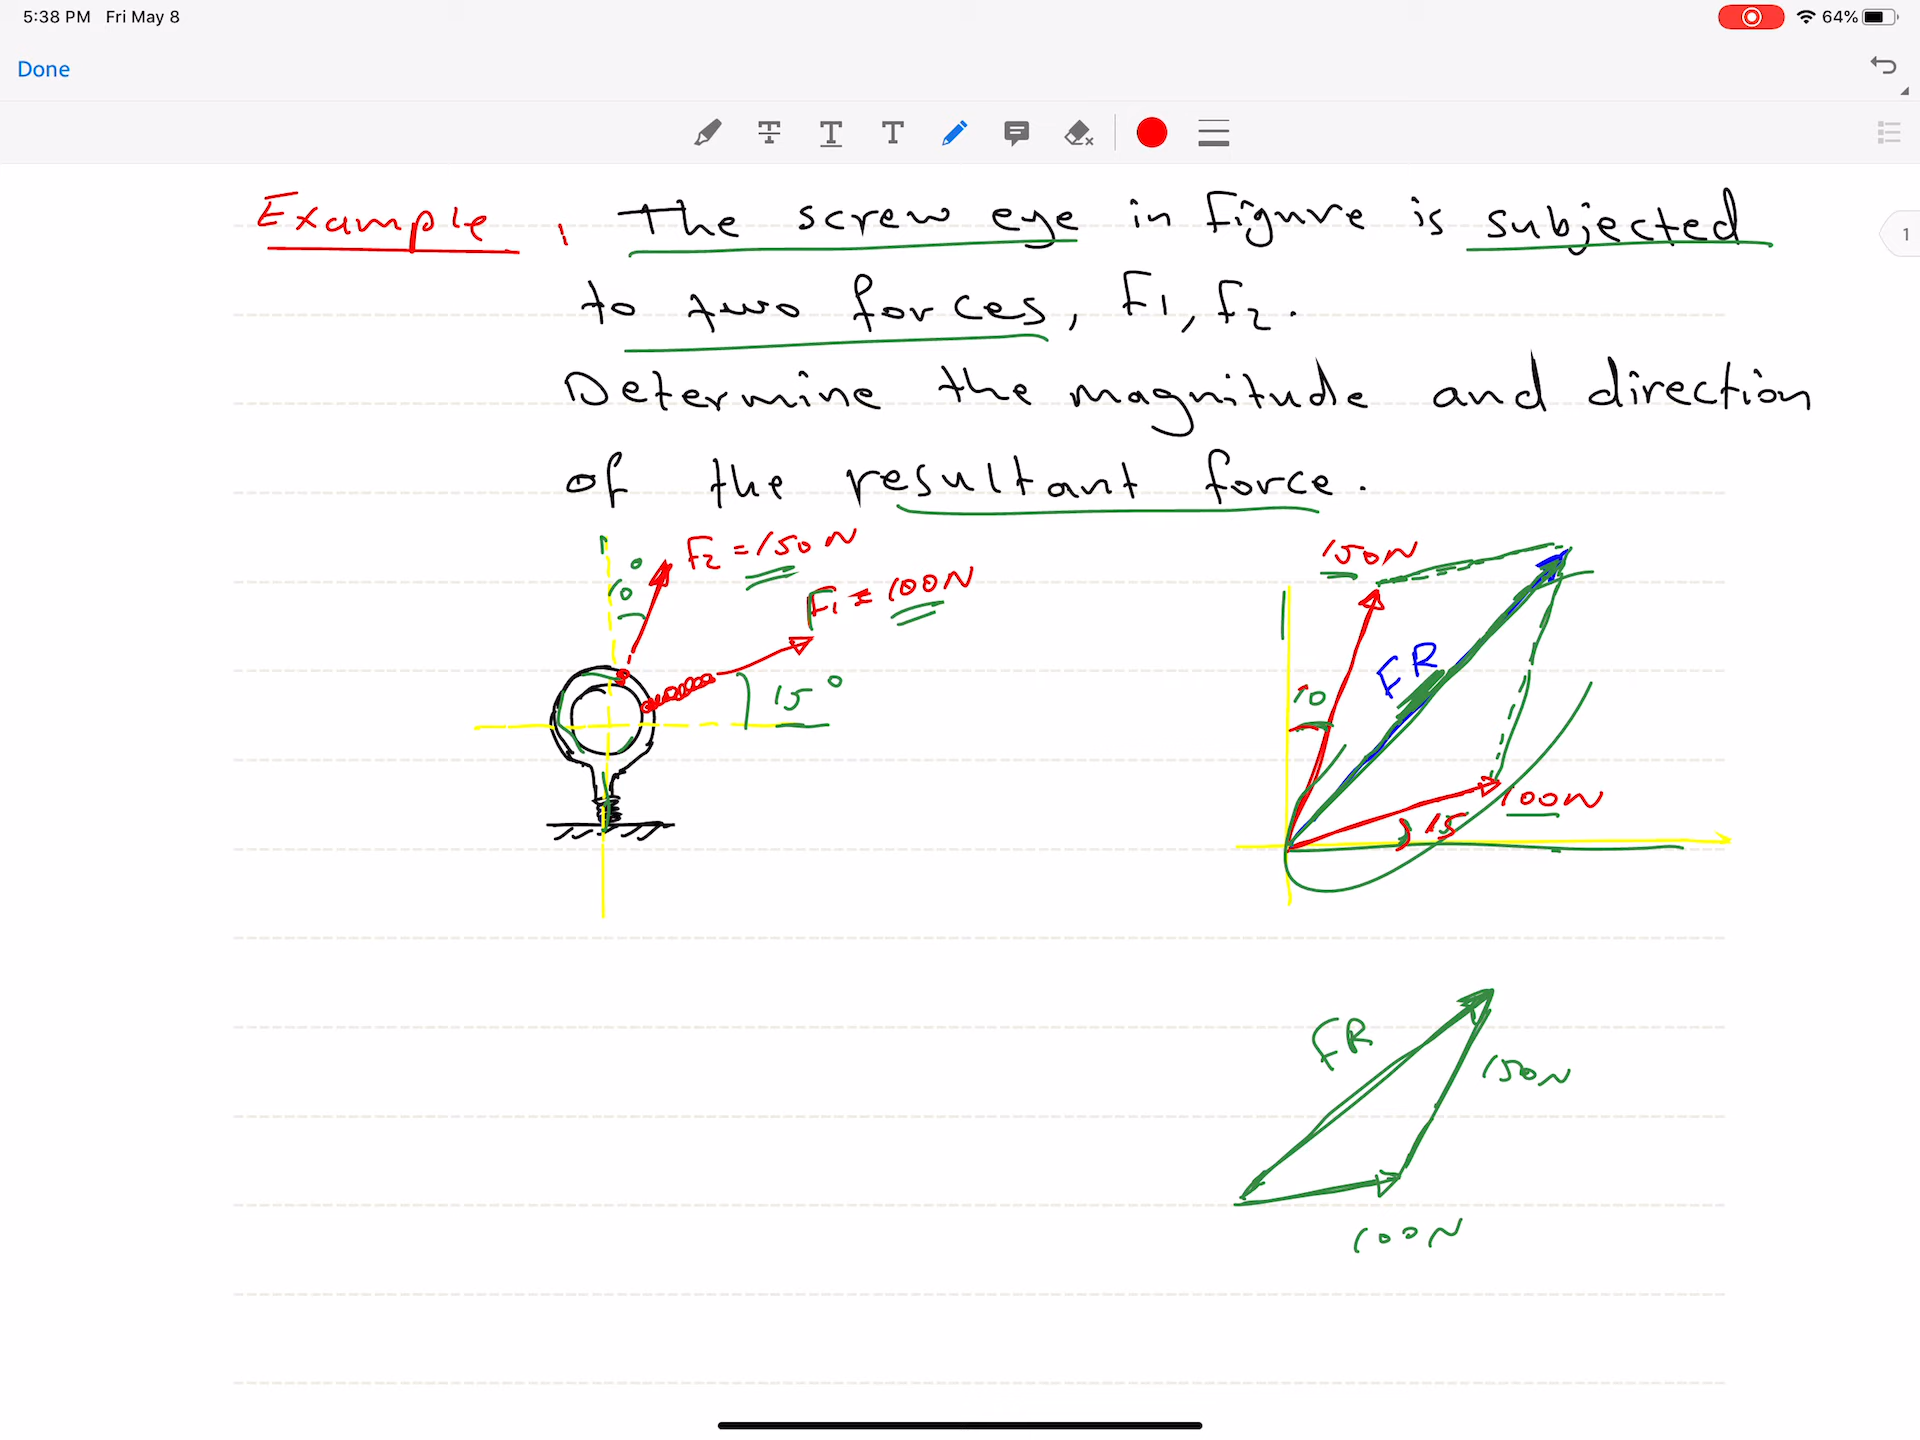 5:38 PM Fri May 8 64%
Done
T T T
1
Example, The screw eye in Figure is subjected
to two forces, F1, F2.
Determine the magnitude and direction
of the resultant force.
F2 = 150 N
10°
F1 = 100N
15°
150N
FR
10
100N
15
FR
150N
100N